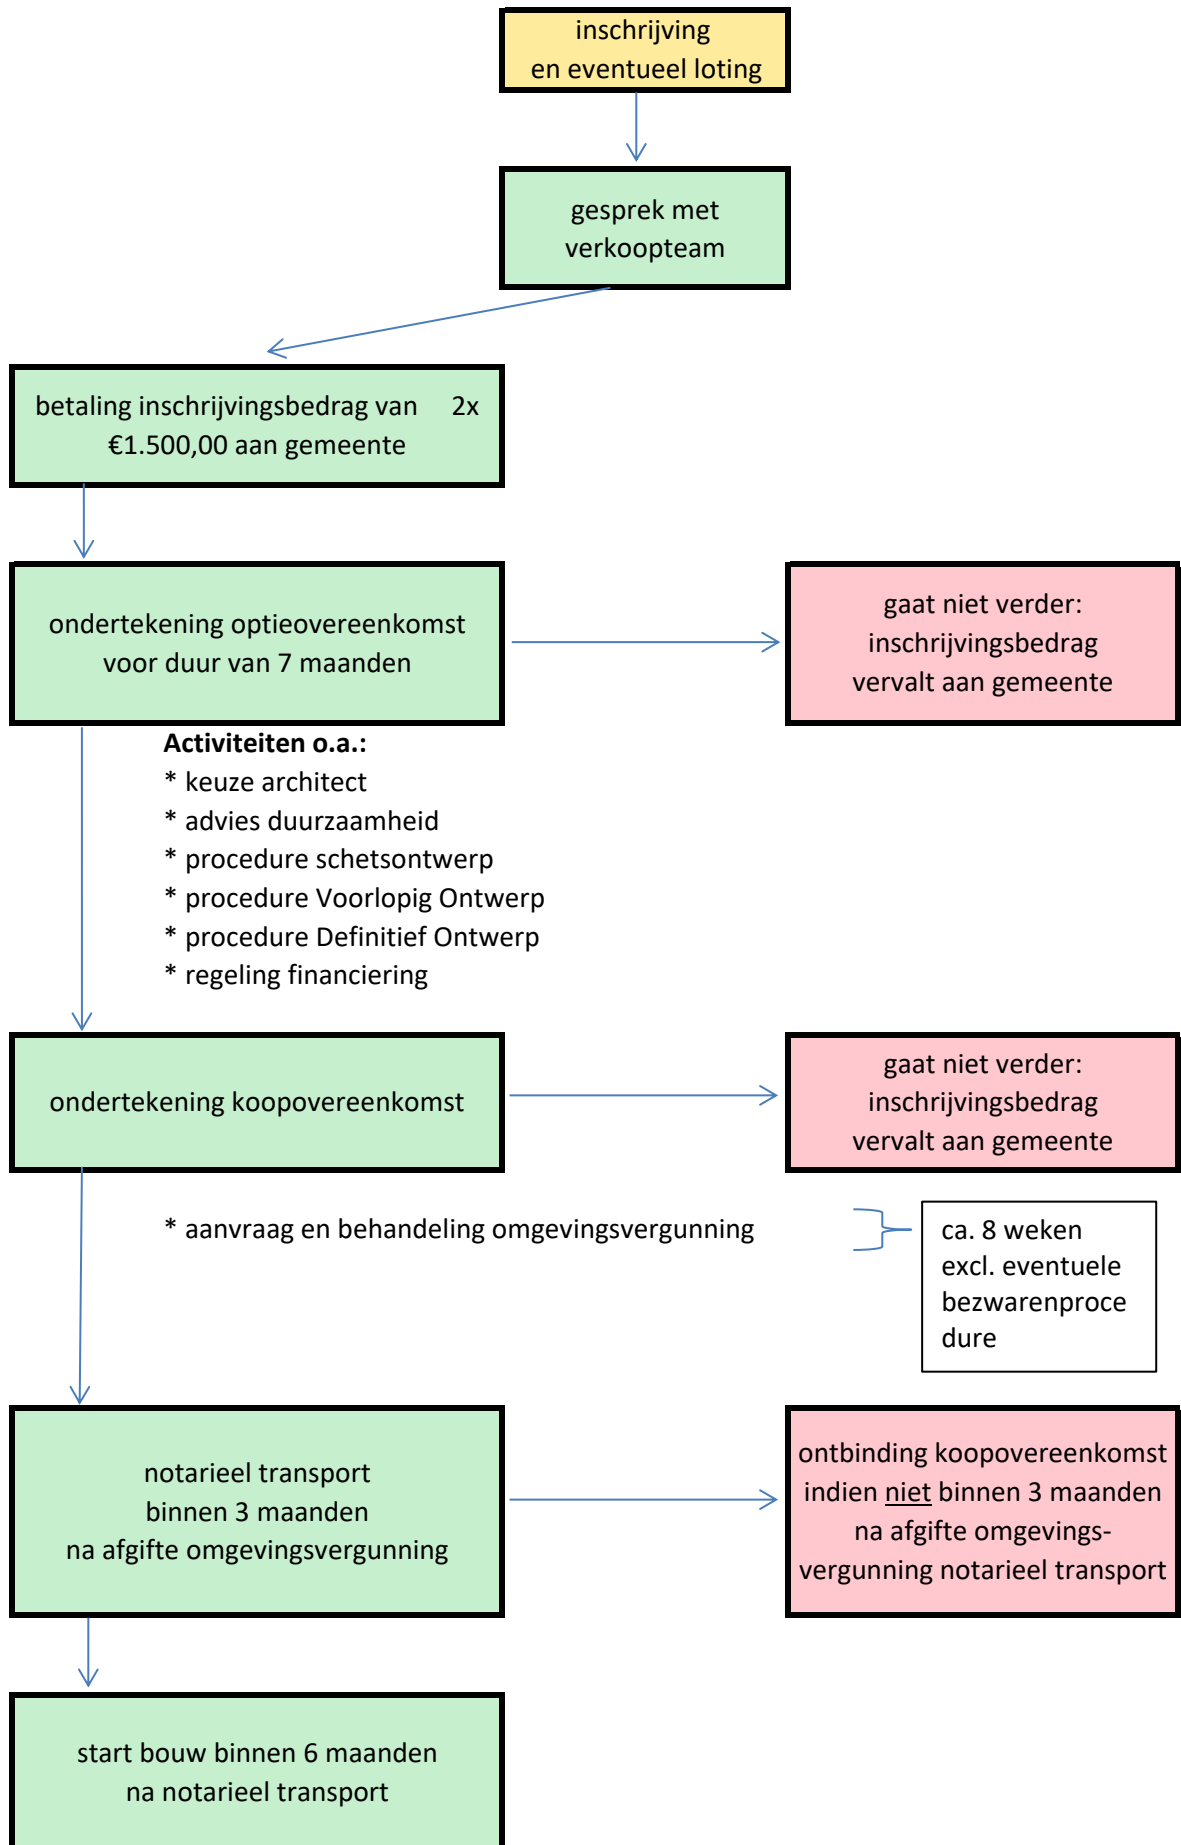 inschrijving
en eventueel loting
gesprek met
verkoopteam
betaling inschrijvingsbedrag van 2x
€1.500,00 aan gemeente
ondertekening optieovereenkomst
voor duur van 7 maanden
gaat niet verder:
inschrijvingsbedrag
vervalt aan gemeente
Activiteiten o.a.:
* keuze architect
* advies duurzaamheid
* procedure schetsontwerp
* procedure Voorlopig Ontwerp
* procedure Definitief Ontwerp
* regeling financiering
ondertekening koopovereenkomst
gaat niet verder:
inschrijvingsbedrag
vervalt aan gemeente
* aanvraag en behandeling omgevingsvergunning
ca. 8 weken
excl. eventuele
bezwarenproce
dure
notarieel transport
binnen 3 maanden
na afgifte omgevingsvergunning
ontbinding koopovereenkomst
indien niet binnen 3 maanden
na afgifte omgevings-
vergunning notarieel transport
start bouw binnen 6 maanden
na notarieel transport